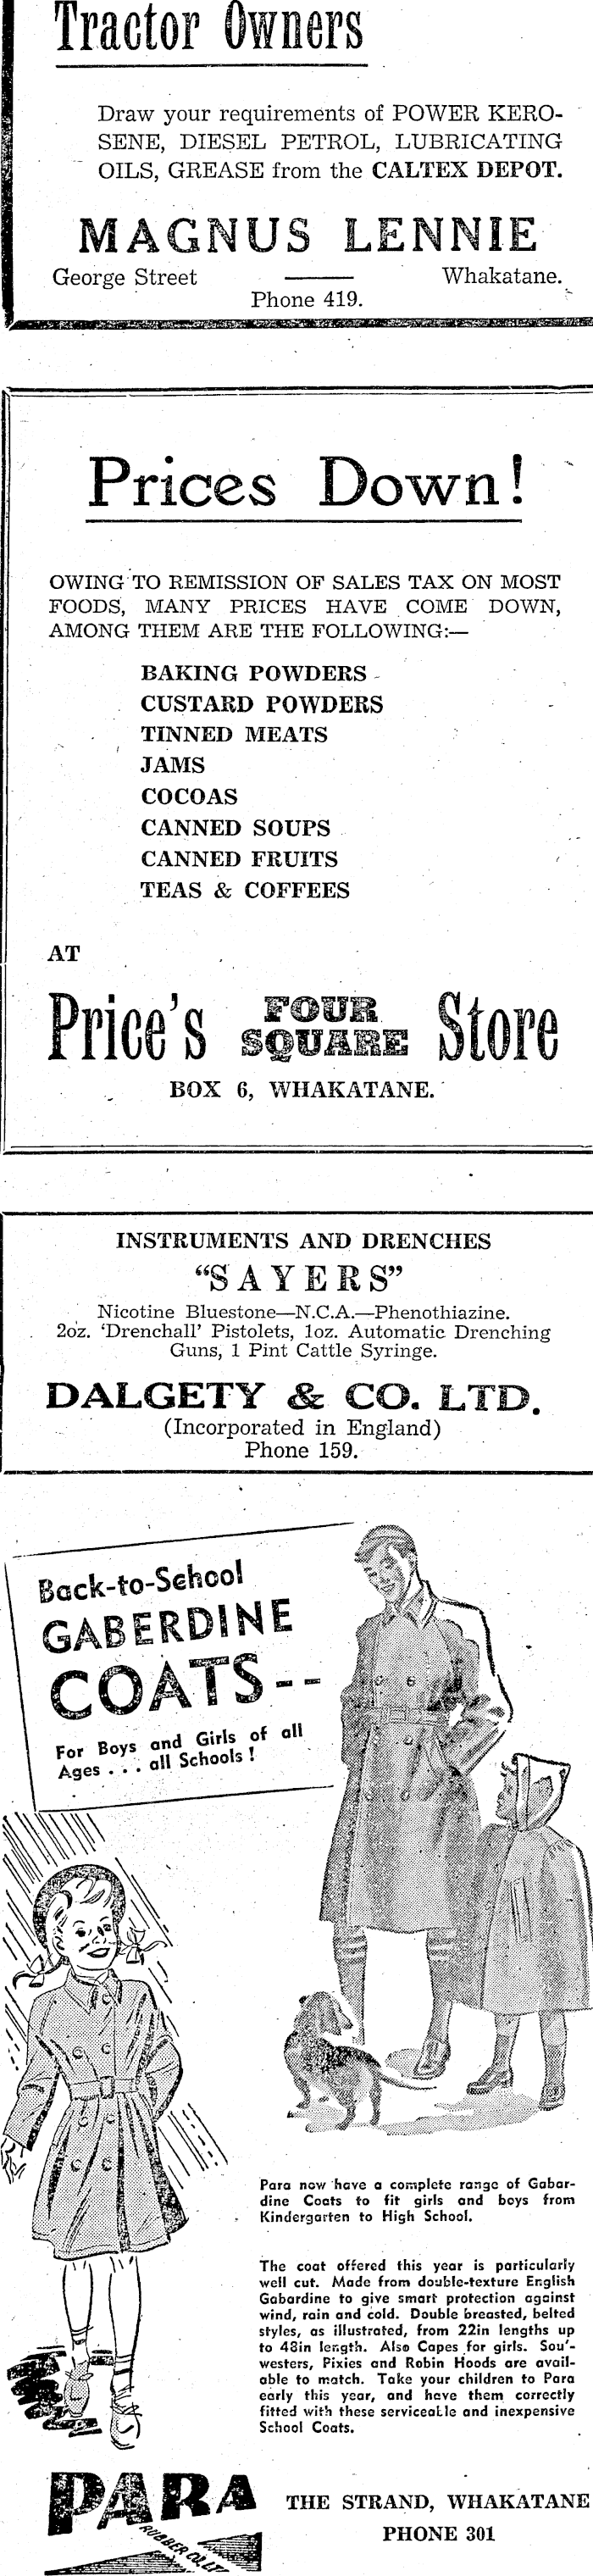 Tractor Owners
Draw your requirements of POWER KERO-
SENE, DIESEL PETROL, LUBRICATING
OILS, GREASE from the CALTEX DEPOT.
MAGNUS LENNIE
George Street Whakatane.
Phone 419.
Prices Down!
OWING TO REMISSION OF SALES TAX ON MOST
FOODS, MANY PRICES HAVE COME DOWN,
AMONG THEM ARE THE FOLLOWING:—
BAKING POWDERS
CUSTARD POWDERS
TINNED MEATS
JAMS
COCOAS
CANNED SOUPS
CANNED FRUITS
TEAS & COFFEES
AT
Price's FOUR SQUARE Store
BOX 6, WHAKATANE.
INSTRUMENTS AND DRENCHES
"SAYERS"
Nicotine Bluestone—N.C.A.—Phenothiazine.
2oz. 'Drenchall' Pistolets, 1oz. Automatic Drenching
Guns, 1 Pint Cattle Syringe.
DALGETY & CO. LTD.
(Incorporated in England)
Phone 159.
Back-to-School
GABERDINE
COATS--
For Boys and Girls of all
Ages . . . all Schools !
Para now have a complete range of Gabar-
dine Coats to fit girls and boys from
Kindergarten to High School.
The coat offered this year is particularly
well cut. Made from double-texture English
Gabardine to give smart protection against
wind, rain and cold. Double breasted, belted
styles, as illustrated, from 22in lengths up
to 48in length. Also Capes for girls. Sou'-
westers, Pixies and Robin Hoods are avail-
able to match. Take your children to Para
early this year, and have them correctly
fitted with these serviceable and inexpensive
School Coats.
PARA
RUBBER CO. LTD.
THE STRAND, WHAKATANE
PHONE 301